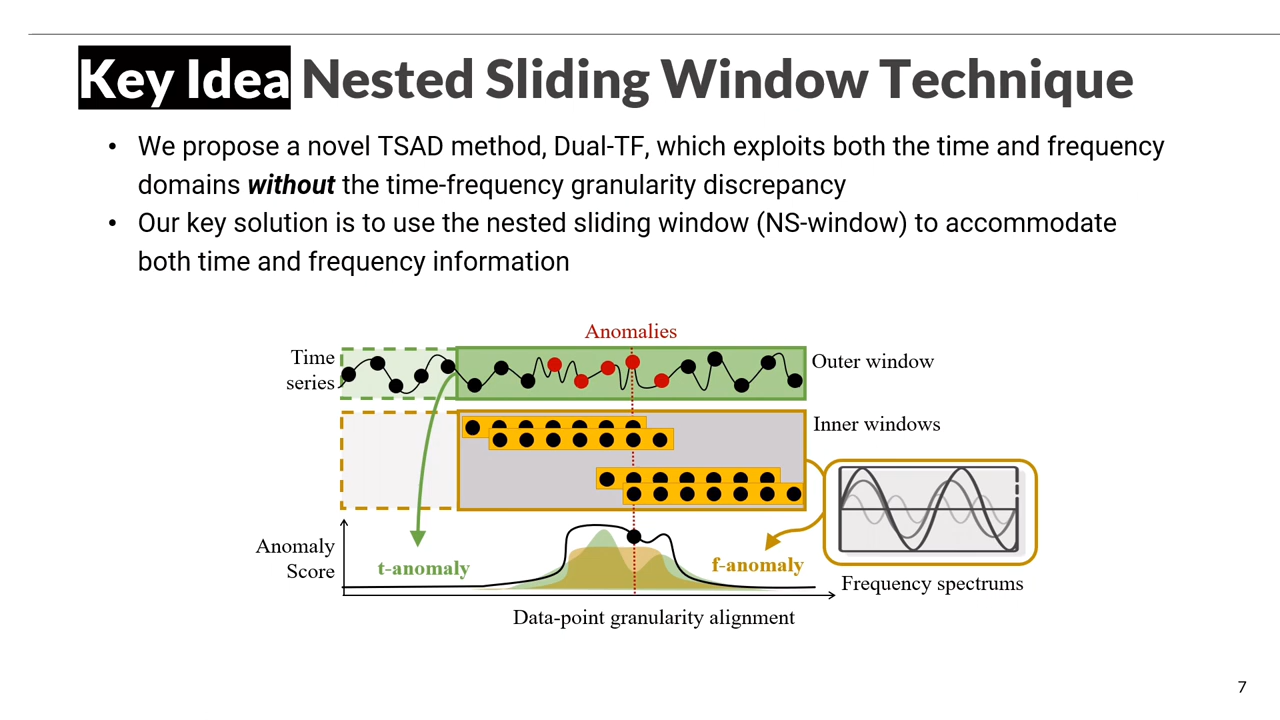 Key Idea Nested Sliding Window Technique
• We propose a novel TSAD method, Dual-TF, which exploits both the time and frequency
domains without the time-frequency granularity discrepancy
• Our key solution is to use the nested sliding window (NS-window) to accommodate
both time and frequency information
Anomalies
Time
series
Outer window
Inner windows
Anomaly
Score
t-anomaly
f-anomaly
Frequency spectrums
Data-point granularity alignment
7